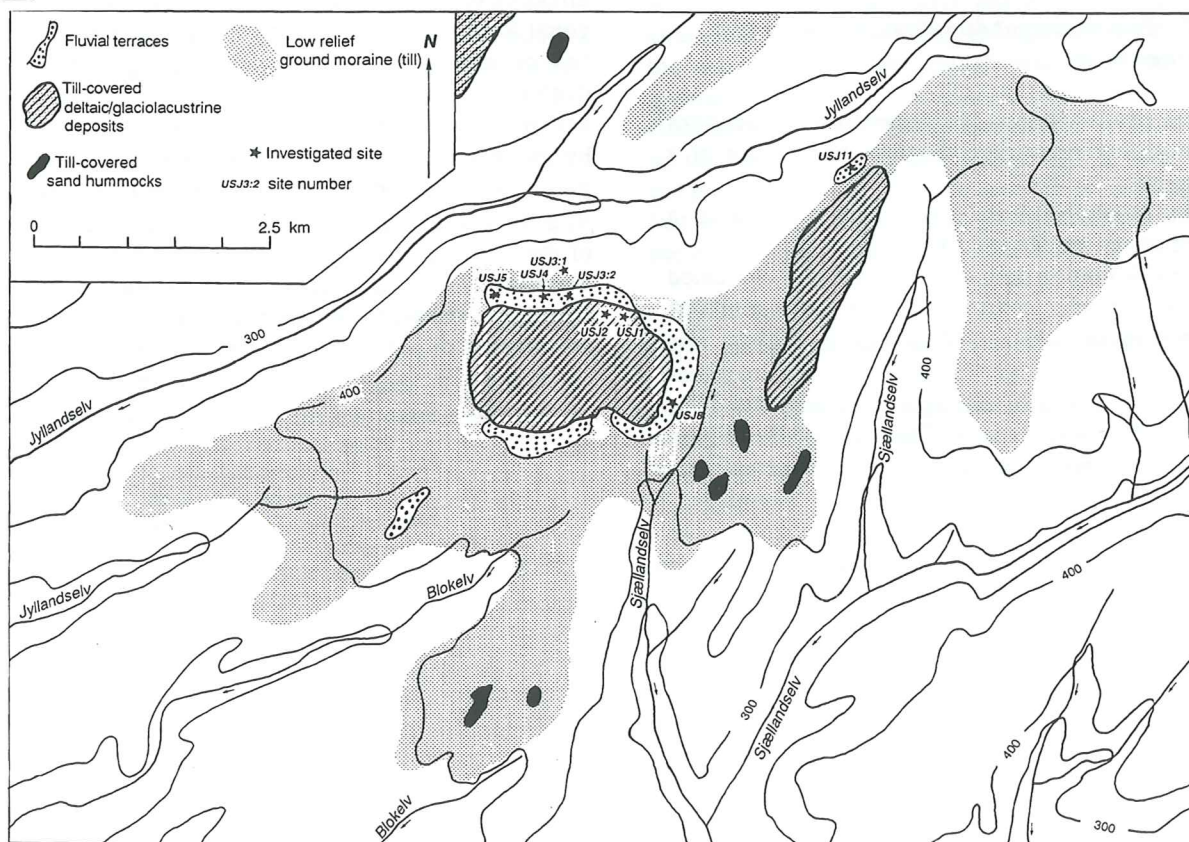 Fluvial terraces
Low relief
ground moraine (till)
N
Till-covered
deltaic/glaciolacustrine
deposits
Till-covered
sand hummocks
Investigated site
USJ3:2 site number
0 2.5 km
Jyllandselv
USJ11
USJ3:1
USJ5
USJ4
USJ3:2
USJ2
USJ1
300
400
400
USJ8
Jyllandselv
Sjællandselv
Jyllandselv
Blokelv
Sjællandselv
400
300
Sjællandselv
400
300
Blokelv